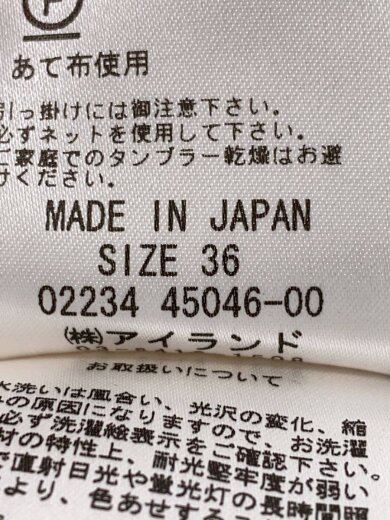 P
あて布使用
引っ掛けには御注意下さい。
必ずネットを使用して下さい。
ご家庭でのタンブラー乾燥はお避
けください。
MADE IN JAPAN
SIZE 36
02234 45046-00
㈱アイランド
お取扱いについて
水洗いは風合い、光沢の変化、縮
の原因になりますので、お洗濯
必ず洗濯絵表示をご確認下さい。
材の特性上、耐光堅牢度が弱い
で直射日光や蛍光灯の長時間
より、色あせするこ